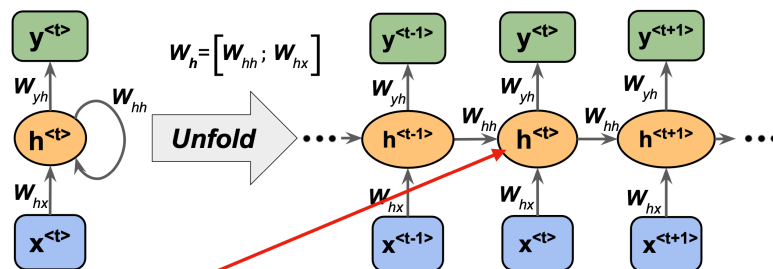 y<t>
W_h=[W_hh ; W_hx]
y<t-1>
y<t>
y<t+1>
W_yh
W_hh
W_yh
W_yh
W_yh
h<t>
Unfold
•••
h<t-1>
W_hh
h<t>
W_hh
h<t+1>
•••
W_hx
W_hx
W_hx
W_hx
x<t>
x<t-1>
x<t>
x<t+1>